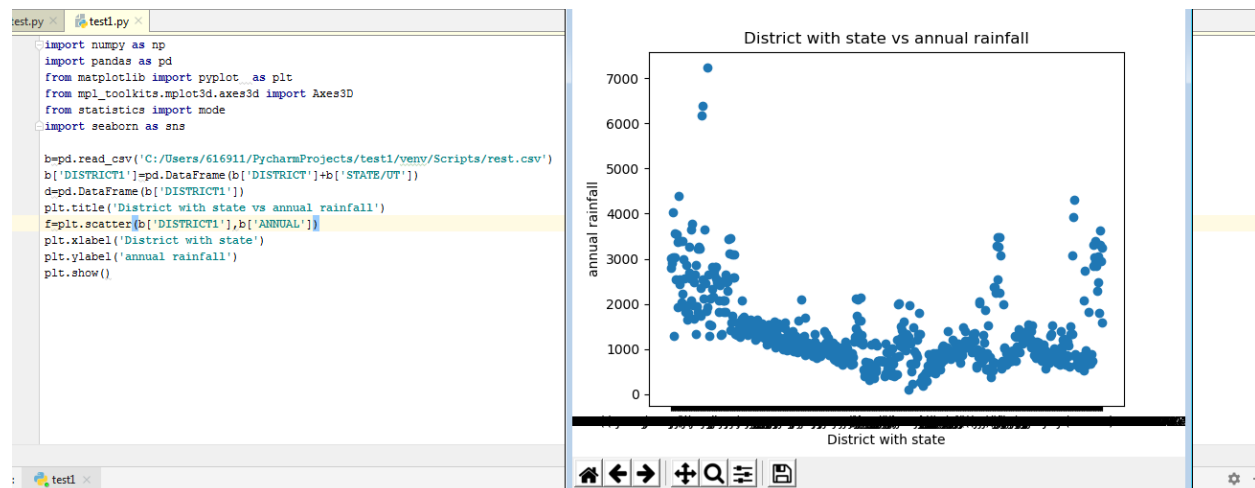 test.py
test1.py
import numpy as np
import pandas as pd
from matplotlib import pyplot as plt
from mpl_toolkits.mplot3d.axes3d import Axes3D
from statistics import mode
import seaborn as sns
b=pd.read_csv('C:/Users/616911/PycharmProjects/test1/venv/Scripts/rest.csv')
b['DISTRICT1']=pd.DataFrame(b['DISTRICT']+b['STATE/UT'])
d=pd.DataFrame(b['DISTRICT1'])
plt.title('District with state vs annual rainfall')
f=plt.scatter(b['DISTRICT1'],b['ANNUAL'])
plt.xlabel('District with state')
plt.ylabel('annual rainfall')
plt.show()
test1
District with state vs annual rainfall
annual rainfall
7000
6000
5000
4000
3000
2000
1000
0
District with state